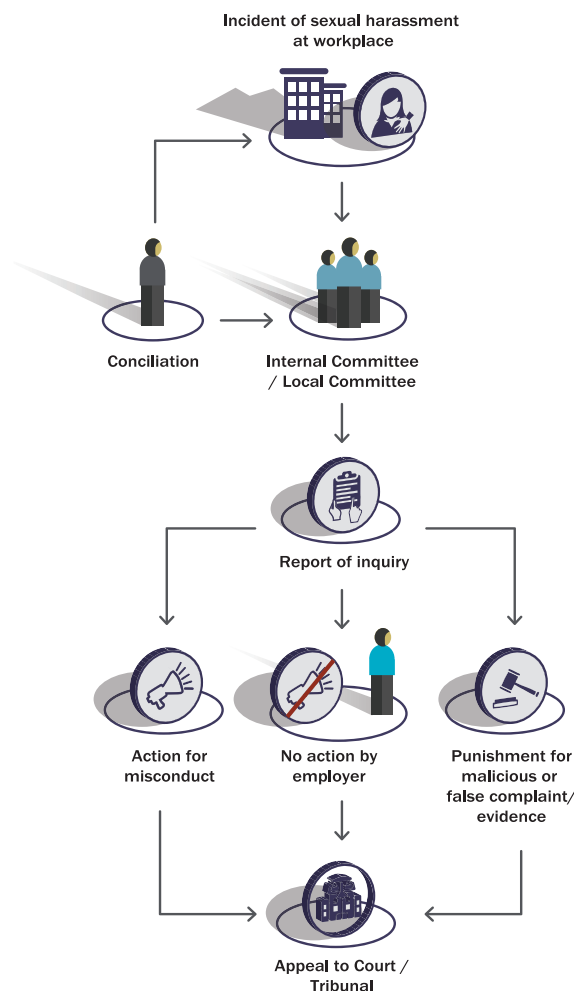 Incident of sexual harassment
at workplace
Conciliation
Internal Committee
/ Local Committee
Report of inquiry
Action for
misconduct
No action by
employer
Punishment for
malicious or
false complaint/
evidence
Appeal to Court /
Tribunal